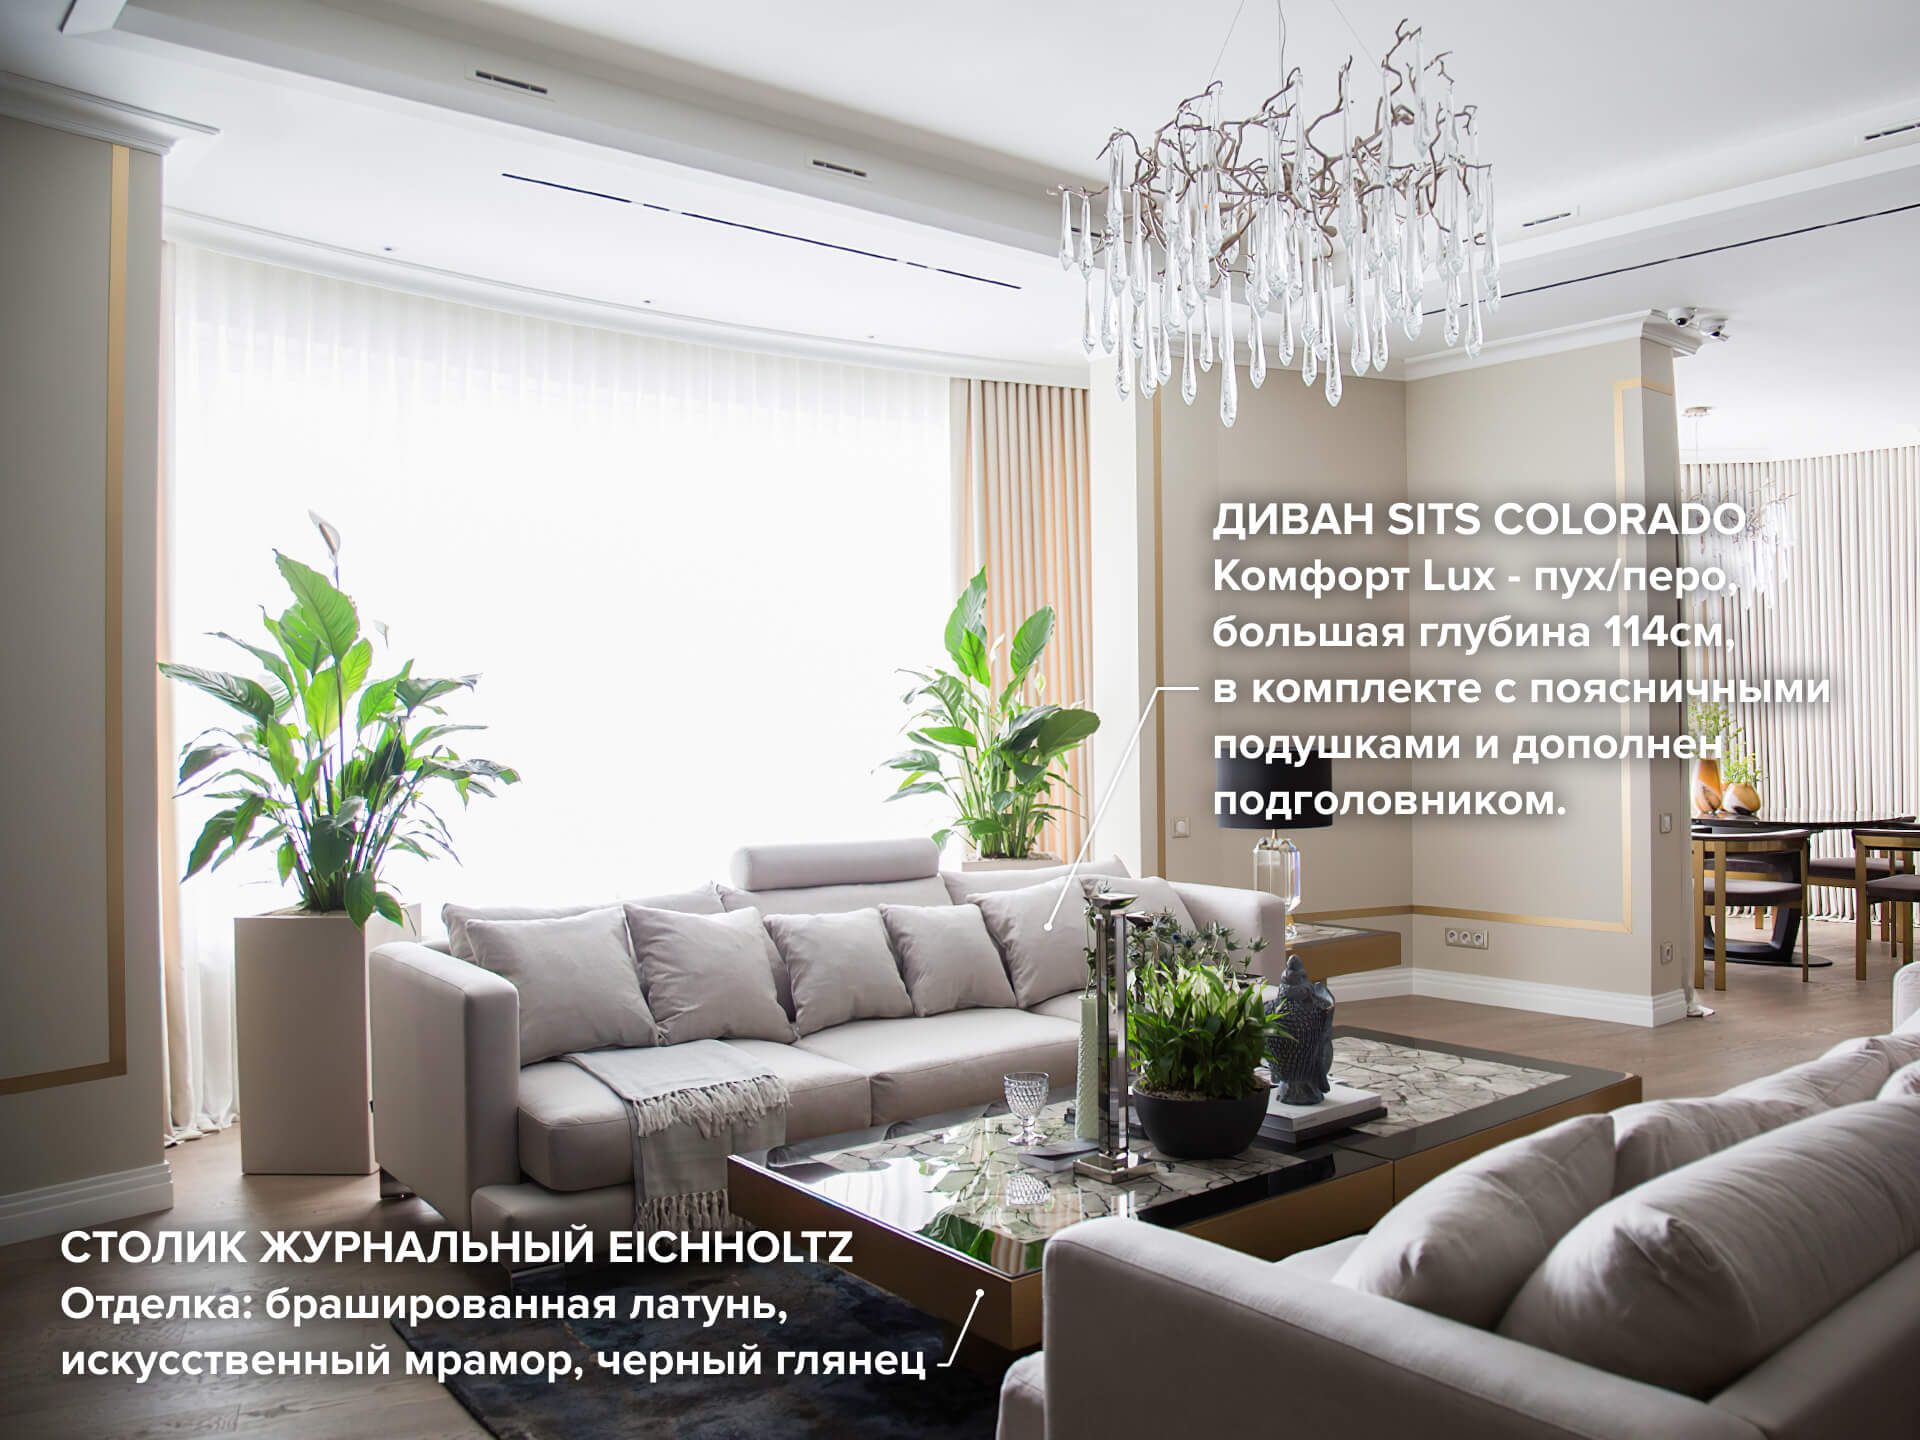 ДИВАН SITS COLORADO
Комфорт Lux - пух/перо,
большая глубина 114см,
в комплекте с поясничными
подушками и дополнен
подголовником.
СТОЛИК ЖУРНАЛЬНЫЙ EICHHOLTZ
Отделка: брашированная латунь,
искусственный мрамор, черный глянец